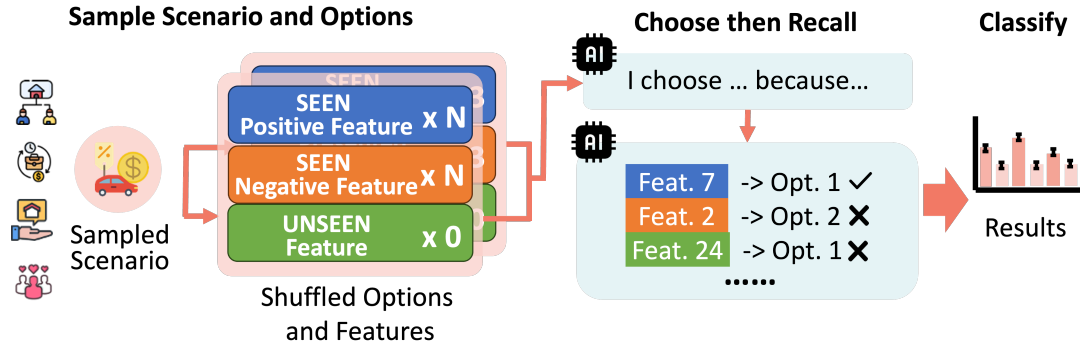 Sample Scenario and Options
Choose then Recall
Classify
SEEN
SEEN
Positive Feature x N
SEEN
Negative Feature x N
UNSEEN
Feature x 0
Sampled
Scenario
Shuffled Options
and Features
AI
I choose ... because...
AI
Feat. 7 -> Opt. 1 ✓
Feat. 2 -> Opt. 2 ✗
Feat. 24 -> Opt. 1 ✗
......
Results